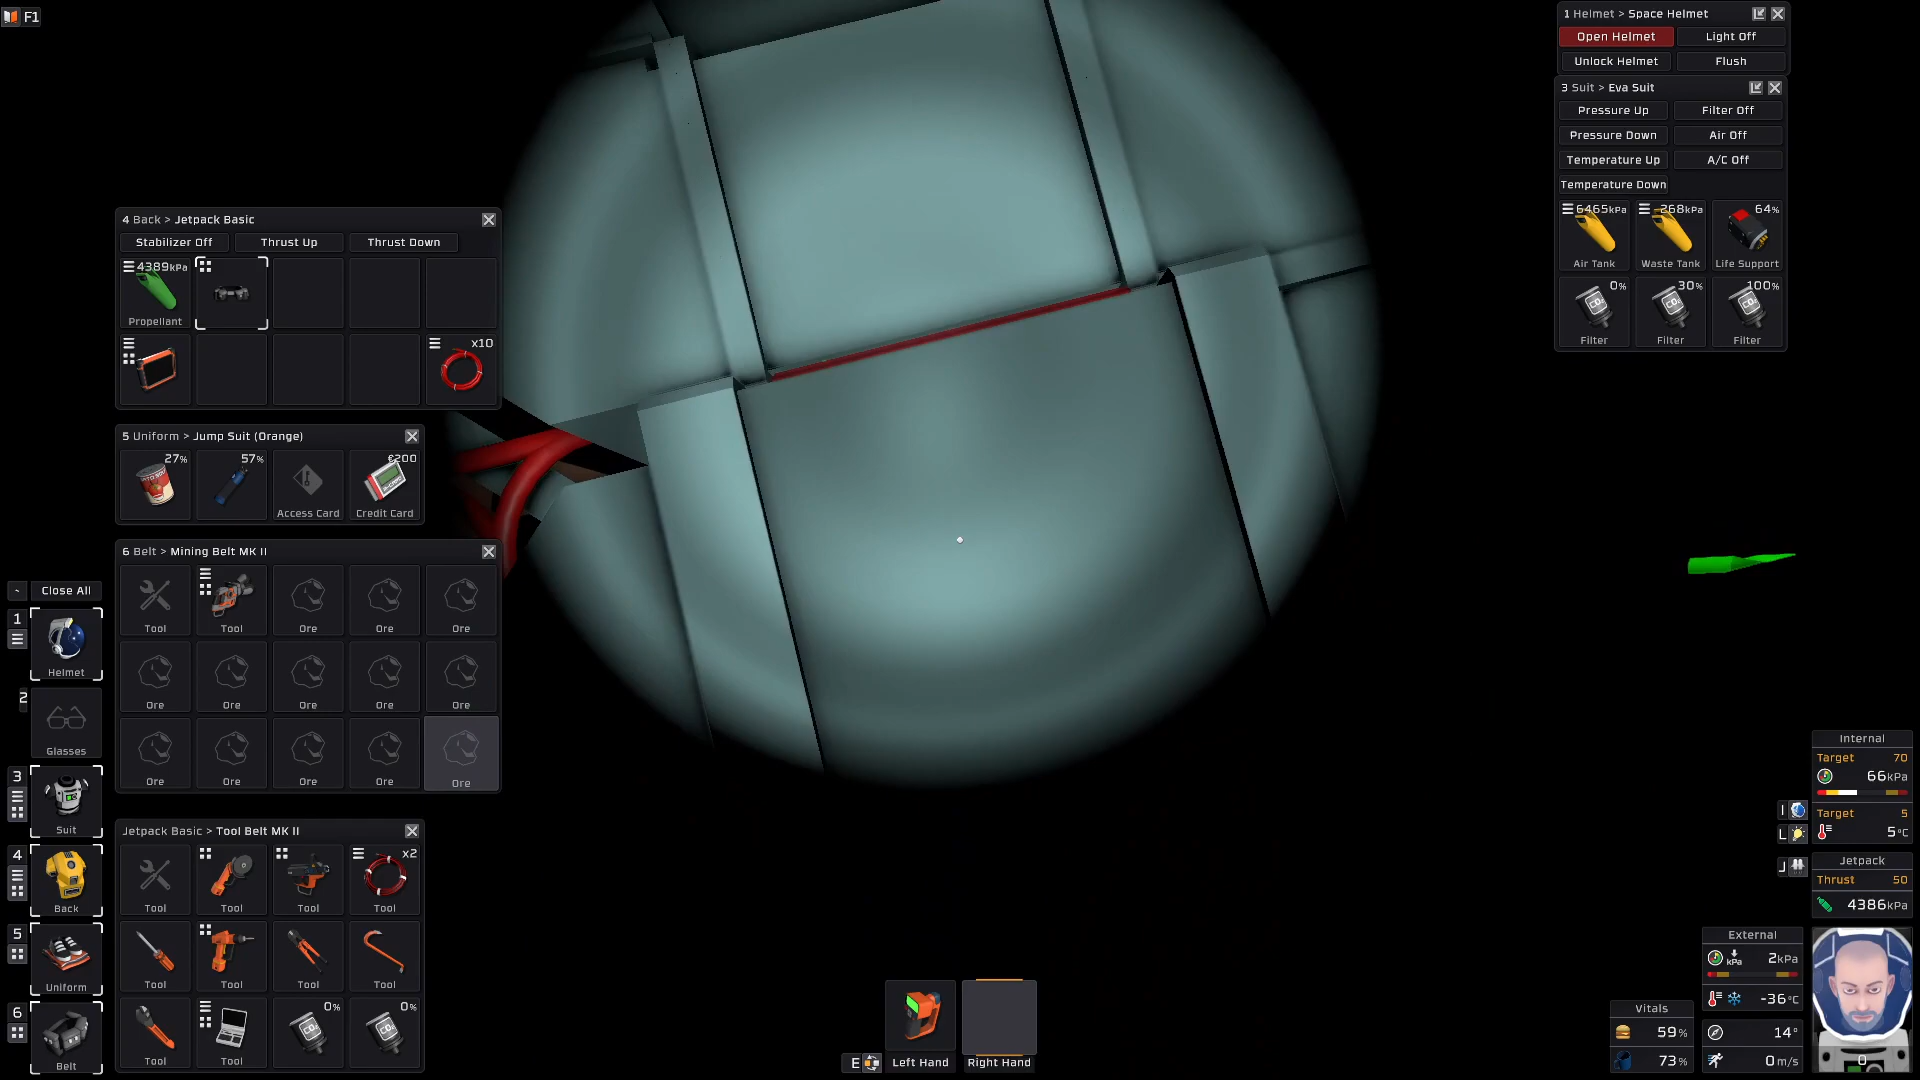 F1
1 Helmet > Space Helmet
Open Helmet
Light Off
Unlock Helmet
Flush
3 Suit > Eva Suit
Pressure Up
Filter Off
Pressure Down
Air Off
Temperature Up
A/C Off
Temperature Down
6465kPa
268kPa
64%
Air Tank
Waste Tank
Life Support
0%
30%
100%
Filter
Filter
Filter
4 Back > Jetpack Basic
Stabilizer Off
Thrust Up
Thrust Down
4389kPa
Propellant
x10
5 Uniform > Jump Suit (Orange)
27%
57%
€200
Access Card
Credit Card
6 Belt > Mining Belt MK II
Tool
Tool
Ore
Ore
Ore
Ore
Ore
Ore
Ore
Ore
Ore
Ore
Ore
Ore
Ore
~
Close All
1
Helmet
2
Glasses
3
Suit
4
Back
5
Uniform
6
Belt
Jetpack Basic > Tool Belt MK II
x2
Tool
Tool
Tool
Tool
Tool
Tool
Tool
Tool
0%
0%
Tool
Tool
E
Left Hand
Right Hand
Internal
Target 70
66kPa
Target 5
5°C
I
L
J
Jetpack
Thrust 50
4386kPa
External
kPa
2kPa
-36°C
14°
0m/s
Vitals
59%
73%
0